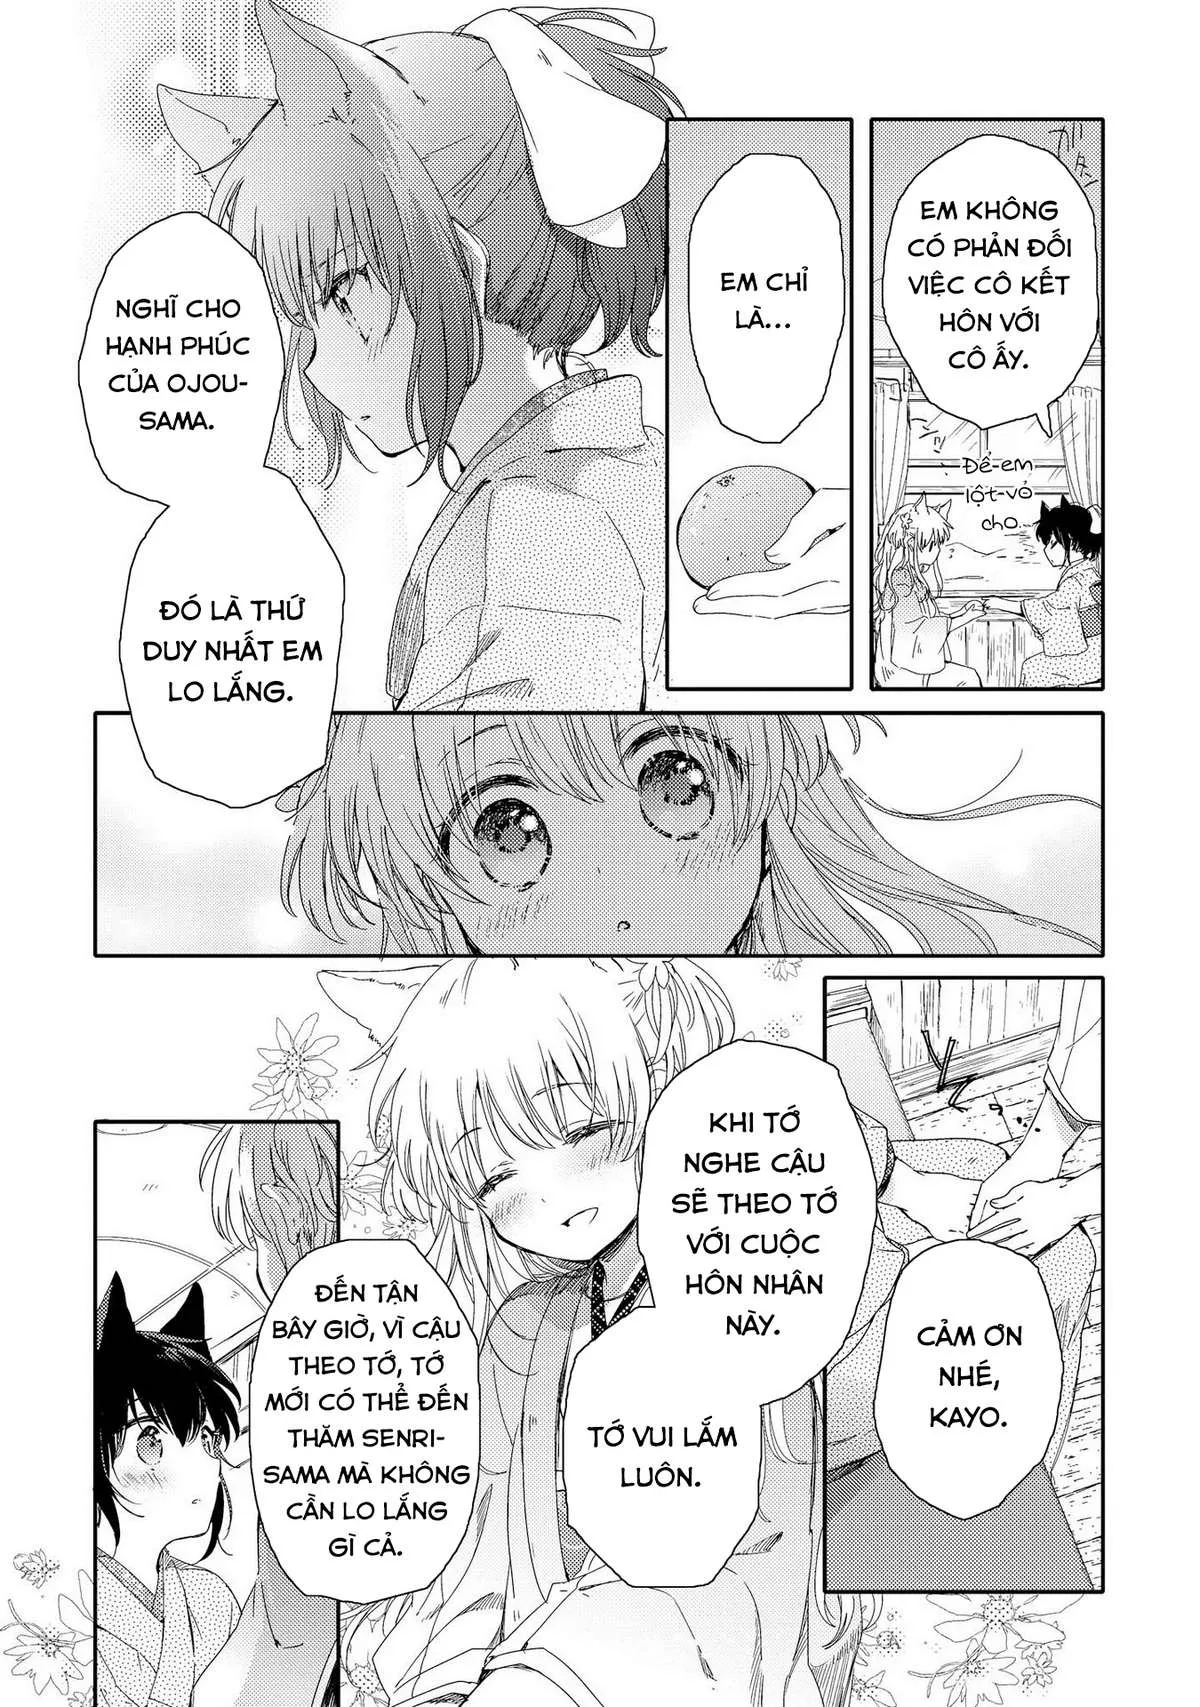 ガタン
EM KHÔNG
CÓ PHẢN ĐỐI
VIỆC CÔ KẾT
HÔN VỚI
CÔ ẤY.
Để em
lột vỏ
cho
EM CHỈ
LÀ...
NGHĨ CHO
HẠNH PHÚC
CỦA OJOU-
SAMA.
ĐÓ LÀ THỨ
DUY NHẤT EM
LO LẮNG.
CẢM ƠN
NHÉ,
KAYO.
KHI TỚ
NGHE CẬU
SẼ THEO TỚ
VỚI CUỘC
HÔN NHÂN
NÀY.
TỚ VUI LẮM
LUÔN.
ĐẾN TẬN
BÂY GIỜ, VÌ CẬU
THEO TỚ, TỚ
MỚI CÓ THỂ ĐẾN
THĂM SENRI-
SAMA MÀ KHÔNG
CẦN LO LẮNG
GÌ CẢ.